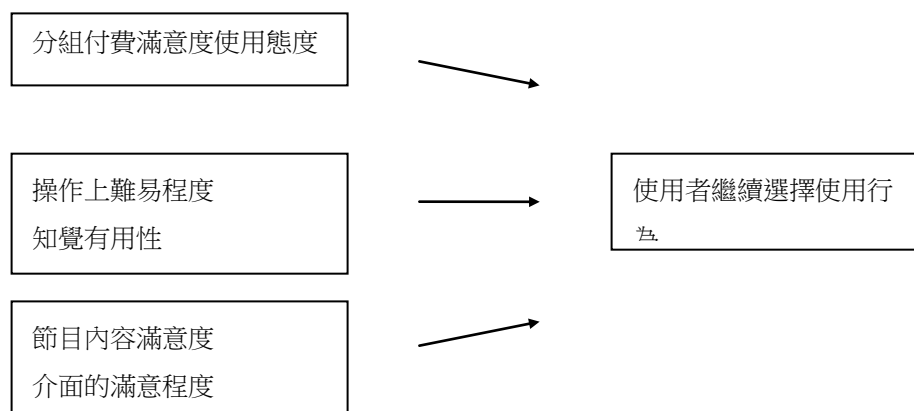 分組付費滿意度使用態度
操作上難易程度
知覺有用性
節目內容滿意度
介面的滿意程度
使用者繼續選擇使用行
為